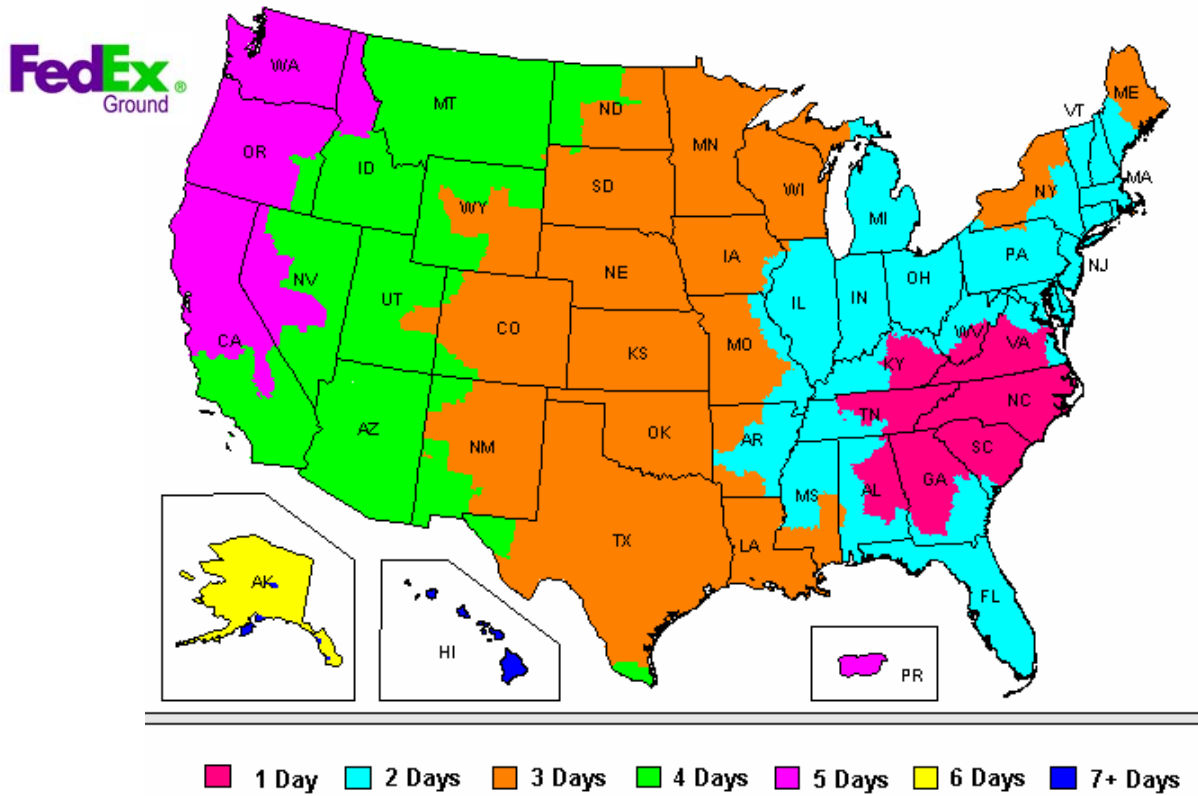 FedEx®
Ground
WA
MT
ND
MN
ME
VT
OR
ID
SD
WI
NY
MA
WY
MI
NV
UT
NE
IA
PA
NJ
OH
IL
IN
CA
CO
KS
MO
WV
VA
KY
AZ
NM
OK
AR
TN
NC
SC
MS
AL
GA
TX
LA
FL
AK
HI
PR
1 Day
2 Days
3 Days
4 Days
5 Days
6 Days
7+ Days